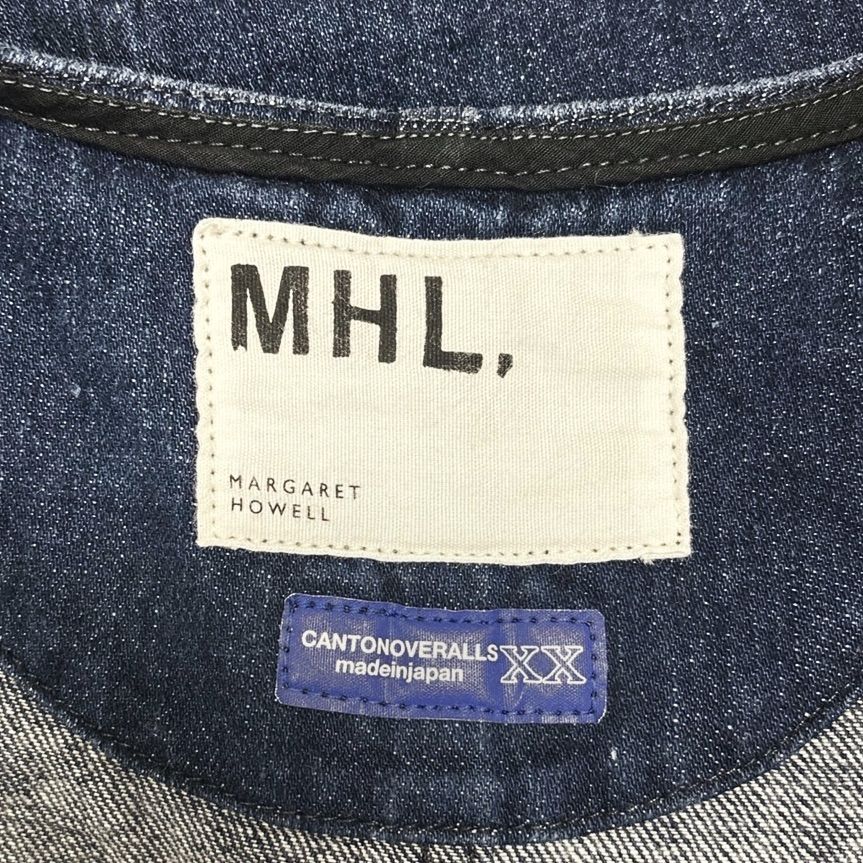 MHL,
MARGARET
HOWELL
CANTONOVERALLS XX
madeinjapan